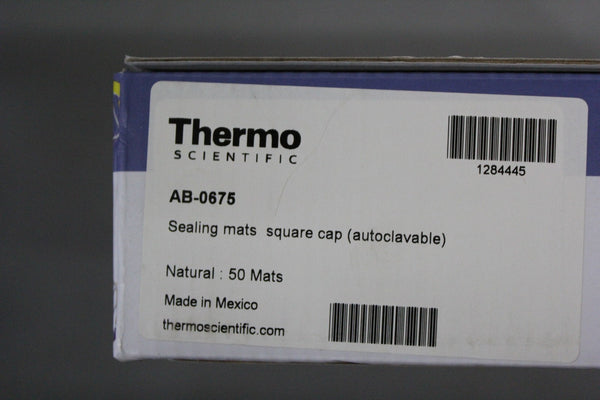 Thermo
SCIENTIFIC
1284445
AB-0675
Sealing mats square cap (autoclavable)
Natural : 50 Mats
Made in Mexico
thermoscientific.com